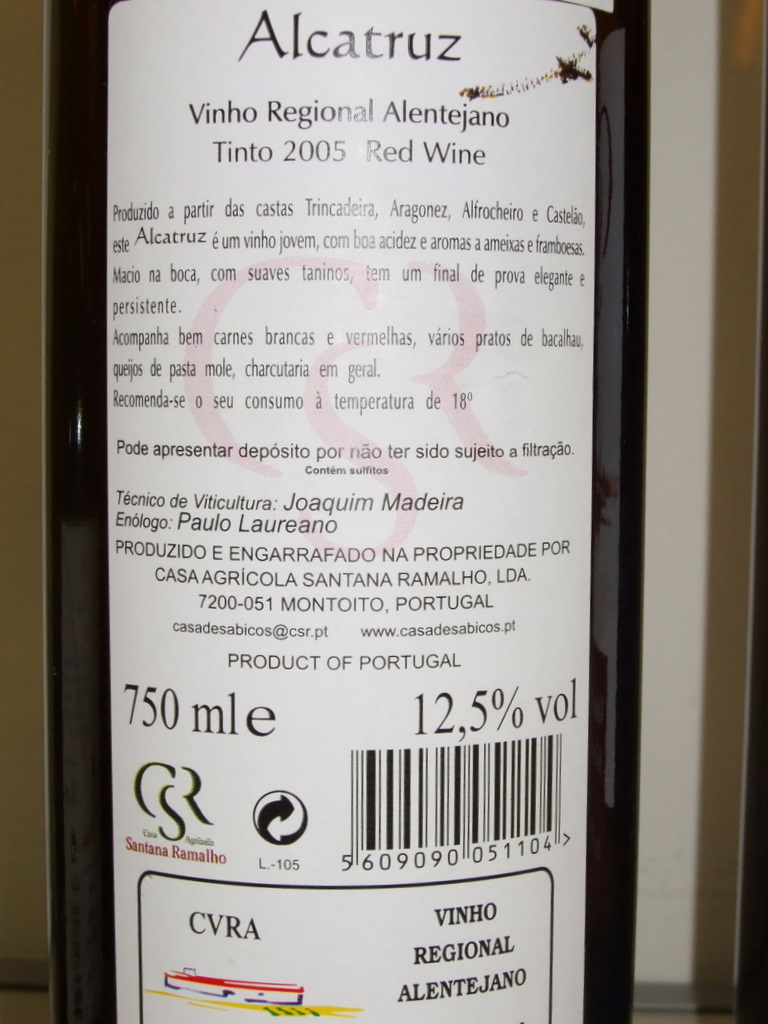 Alcatruz
Vinho Regional Alentejano
Tinto 2005 Red Wine
Produzido a partir das castas Trincadeira, Aragonez, Alfrocheiro e Castelão,
este Alcatruz é um vinho jovem, com boa acidez e aromas a ameixas e framboesas.
Macio na boca, com suaves taninos, tem um final de prova elegante e
persistente.
Acompanha bem carnes brancas e vermelhas, vários pratos de bacalhau,
queijos de pasta mole, charcutaria em geral.
Recomenda-se o seu consumo à temperatura de 18º
Pode apresentar depósito por não ter sido sujeito a filtração.
Contém sulfitos
Técnico de Viticultura: Joaquim Madeira
Enólogo: Paulo Laureano
PRODUZIDO E ENGARRAFADO NA PROPRIEDADE POR
CASA AGRÍCOLA SANTANA RAMALHO, LDA.
7200-051 MONTOITO, PORTUGAL
casadesabicos@csr.pt www.casadesabicos.pt
PRODUCT OF PORTUGAL
750 ml e 12,5% vol
CSR
Casa Agrícola
Santana Ramalho
L.-105
5 609090 051104 >
CVRA
VINHO
REGIONAL
ALENTEJANO